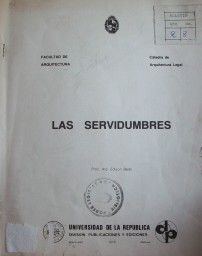 FACULTAD DE
ARQUITECTURA
Cátedra de
Arquitectura Legal
LAS SERVIDUMBRES
UNIVERSIDAD DE LA REPUBLICA
DIVISION PUBLICACIONES Y EDICIONES